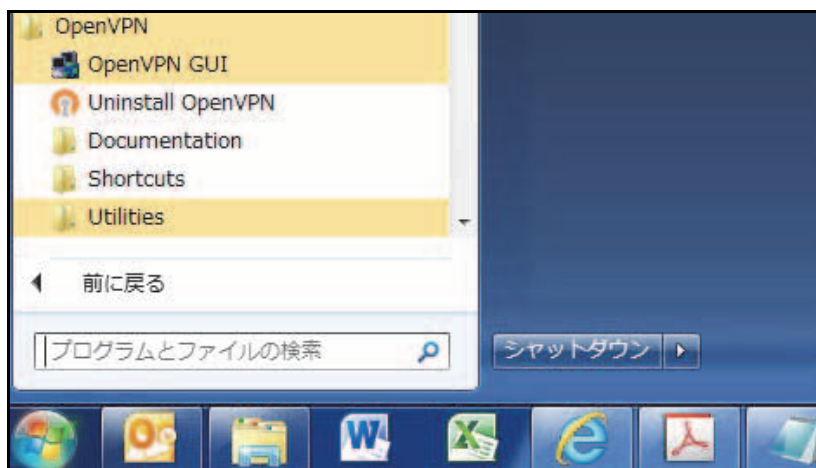 OpenVPN
OpenVPN GUI
Uninstall OpenVPN
Documentation
Shortcuts
Utilities
前に戻る
プログラムとファイルの検索
シャットダウン